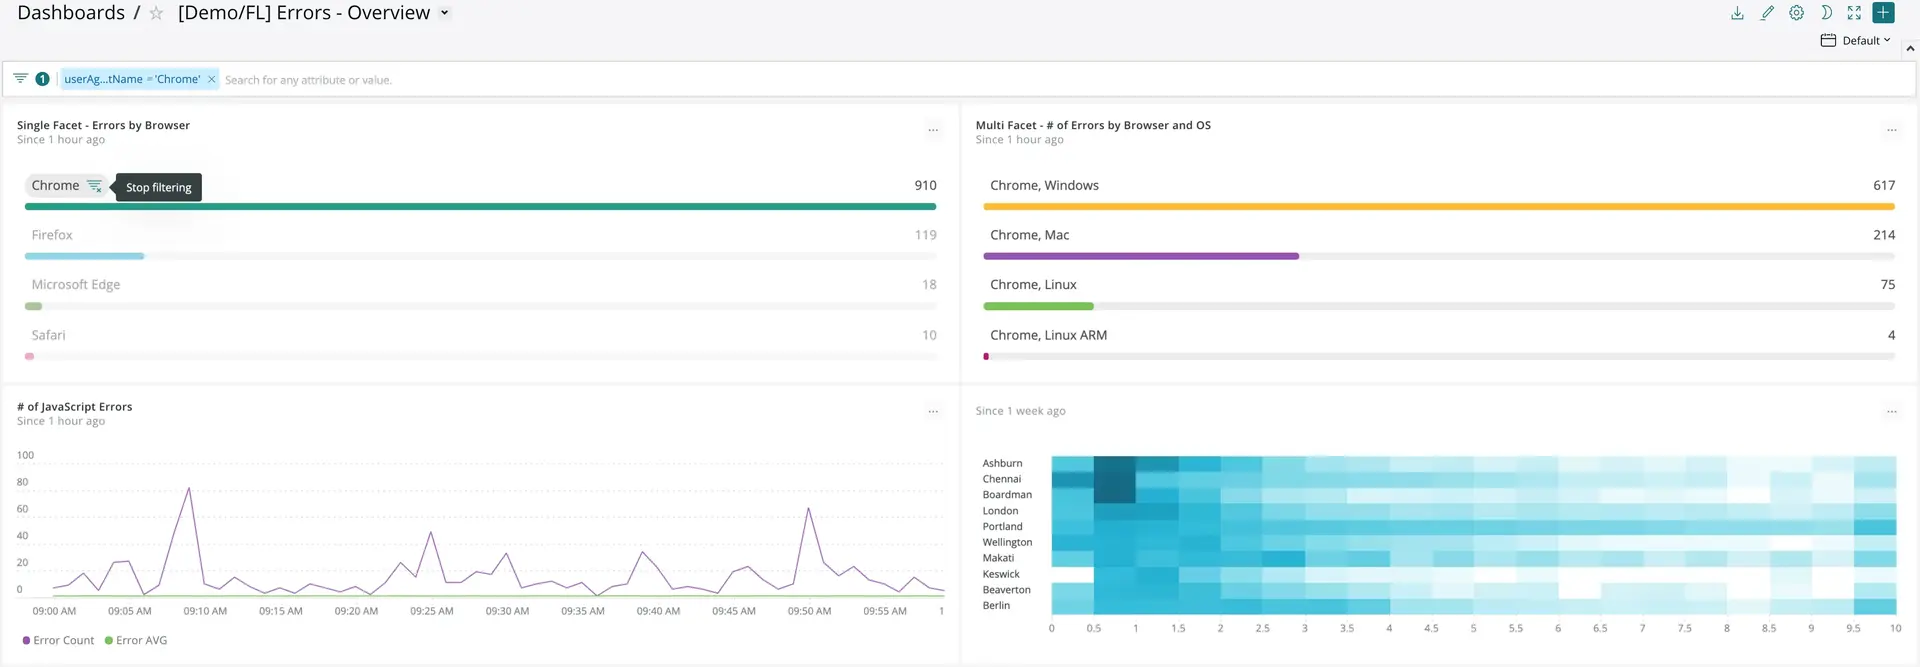 Dashboards / ☆ [Demo/FL] Errors - Overview
Default
1 userAg...tName = 'Chrome' × Search for any attribute or value.
Single Facet - Errors by Browser
Since 1 hour ago
...
Chrome Stop filtering 910
Firefox 119
Microsoft Edge 18
Safari 10
Multi Facet - # of Errors by Browser and OS
Since 1 hour ago
...
Chrome, Windows 617
Chrome, Mac 214
Chrome, Linux 75
Chrome, Linux ARM 4
# of JavaScript Errors
Since 1 hour ago
...
100
80
60
40
20
0
09:00 AM 09:05 AM 09:10 AM 09:15 AM 09:20 AM 09:25 AM 09:30 AM 09:35 AM 09:40 AM 09:45 AM 09:50 AM 09:55 AM 1
Error Count Error AVG
Since 1 week ago
...
Ashburn
Chennai
Boardman
London
Portland
Wellington
Makati
Keswick
Beaverton
Berlin
0 0.5 1 1.5 2 2.5 3 3.5 4 4.5 5 5.5 6 6.5 7 7.5 8 8.5 9 9.5 10